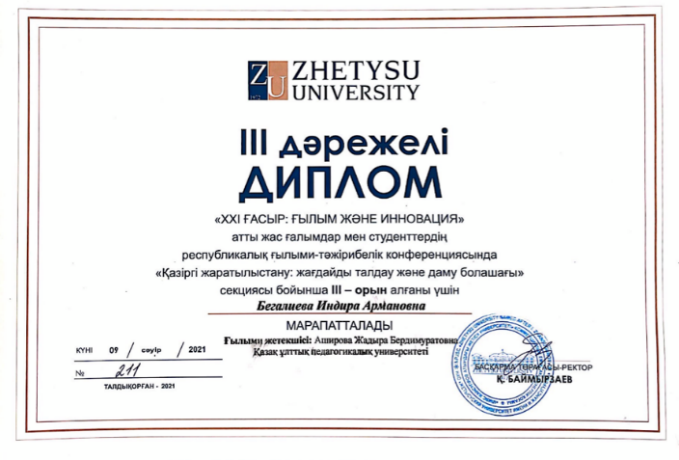 ZU ZHETYSU
UNIVERSITY
III дәрежелі
ДИПЛОМ
«XXI ҒАСЫР: ҒЫЛЫМ ЖӘНЕ ИННОВАЦИЯ»
атты жас ғалымдар мен студенттердің
республикалық ғылыми-тәжірибелік конференциясында
«Қазіргі жаратылыстану: жағдайды талдау және даму болашағы»
секциясы бойынша III – орын алғаны үшін
Бегалиева Индира Армановна
МАРАПАТТАЛАДЫ
Ғылыми жетекшісі: Аширова Жадыра Бердимуратовна
Қазақ ұлттық педагогикалық университеті
КҮНІ 09 / сәуір / 2021
№ 211
ТАЛДЫҚОРҒАН - 2021
БАСҚАРМА ТӨРАҒАСЫ-РЕКТОР
Қ. БАЙМЫРЗАЕВ